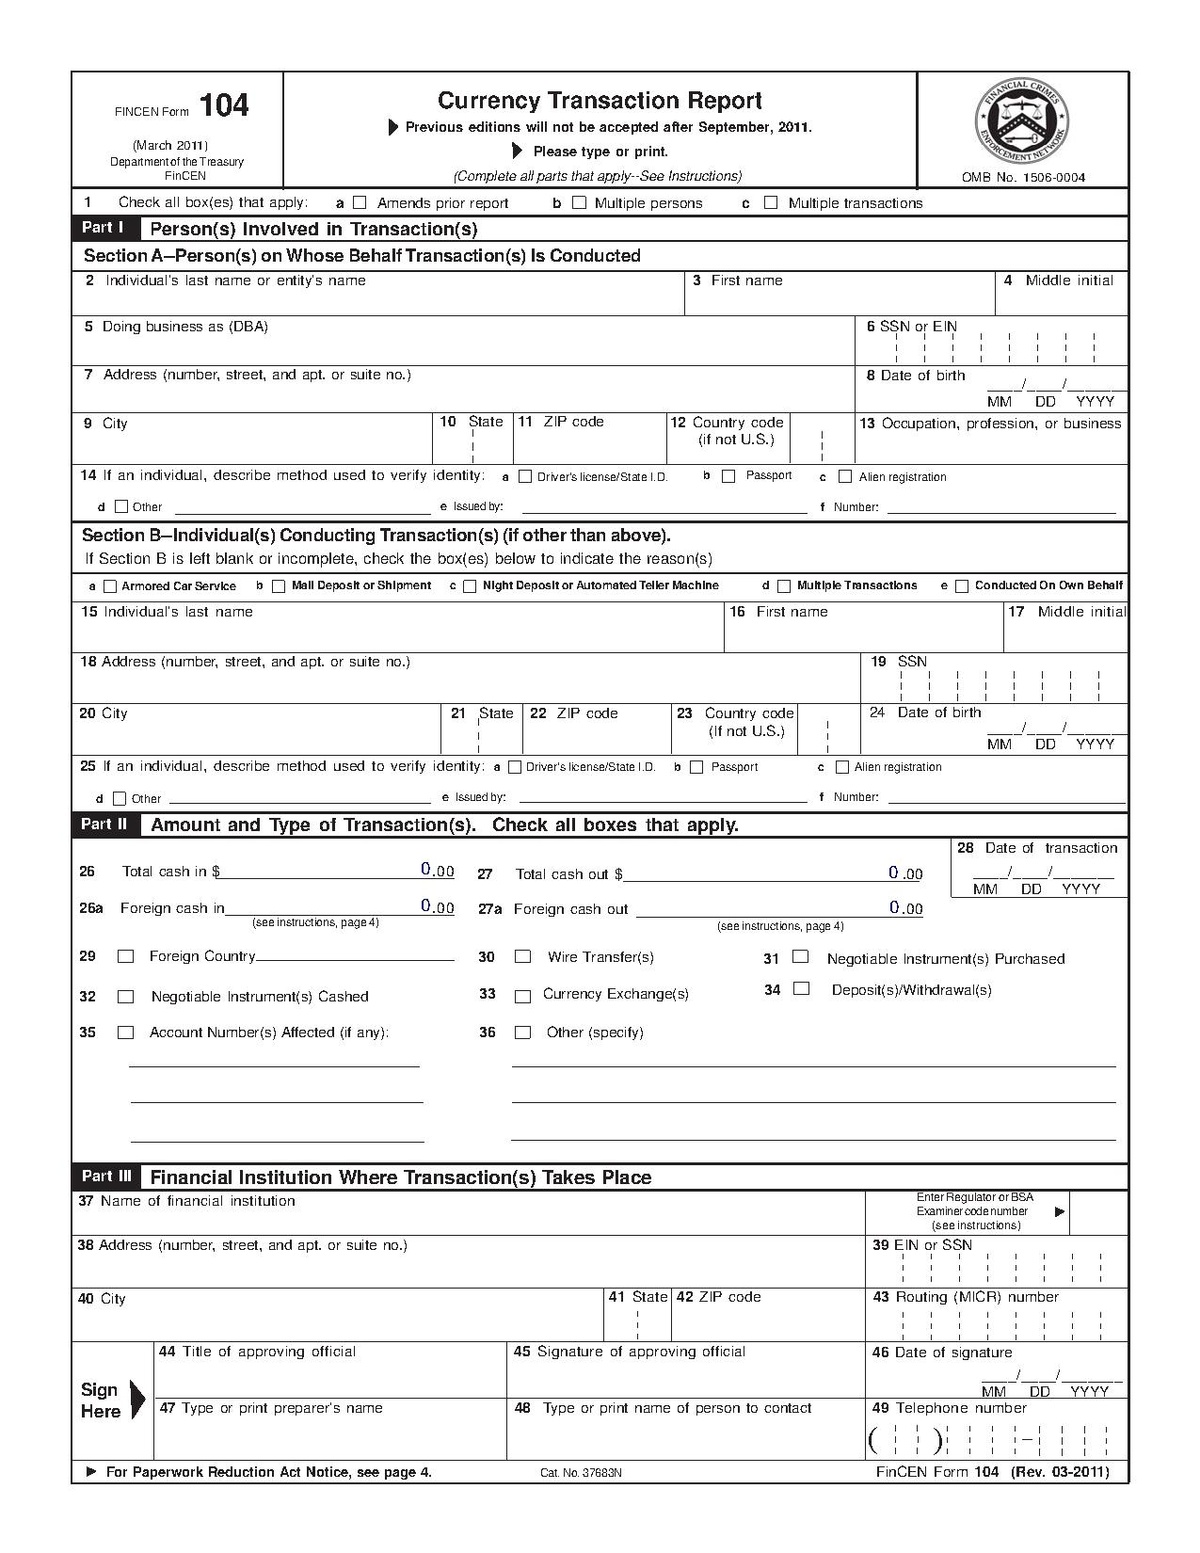 FINCEN Form 104
(March 2011)
Department of the Treasury
FinCEN
Currency Transaction Report
Previous editions will not be accepted after September, 2011.
Please type or print.
(Complete all parts that apply--See Instructions)
FINANCIAL CRIMES
ENFORCEMENT NETWORK
OMB No. 1506-0004
1 Check all box(es) that apply: a Amends prior report b Multiple persons c Multiple transactions
Part I Person(s) Involved in Transaction(s)
Section A--Person(s) on Whose Behalf Transaction(s) Is Conducted
2 Individual's last name or entity's name 3 First name 4 Middle initial
5 Doing business as (DBA) 6 SSN or EIN
7 Address (number, street, and apt. or suite no.) 8 Date of birth
____/____/______
MM DD YYYY
9 City 10 State 11 ZIP code 12 Country code 13 Occupation, profession, or business
(if not U.S.)
14 If an individual, describe method used to verify identity: a Driver's license/State I.D. b Passport c Alien registration
d Other e Issued by: f Number:
Section B--Individual(s) Conducting Transaction(s) (if other than above).
If Section B is left blank or incomplete, check the box(es) below to indicate the reason(s)
a Armored Car Service b Mail Deposit or Shipment c Night Deposit or Automated Teller Machine d Multiple Transactions e Conducted On Own Behalf
15 Individual's last name 16 First name 17 Middle initial
18 Address (number, street, and apt. or suite no.) 19 SSN
20 City 21 State 22 ZIP code 23 Country code 24 Date of birth
(If not U.S.) ____/____/______
MM DD YYYY
25 If an individual, describe method used to verify identity: a Driver's license/State I.D. b Passport c Alien registration
d Other e Issued by: f Number:
Part II Amount and Type of Transaction(s). Check all boxes that apply.
28 Date of transaction
26 Total cash in $ 0.00 27 Total cash out $ 0.00 ____/____/______
MM DD YYYY
26a Foreign cash in 0.00 27a Foreign cash out 0.00
(see instructions, page 4) (see instructions, page 4)
29 Foreign Country 30 Wire Transfer(s) 31 Negotiable Instrument(s) Purchased
32 Negotiable Instrument(s) Cashed 33 Currency Exchange(s) 34 Deposit(s)/Withdrawal(s)
35 Account Number(s) Affected (if any): 36 Other (specify)
Part III Financial Institution Where Transaction(s) Takes Place
37 Name of financial institution Enter Regulator or BSA
Examiner code number
(see instructions)
38 Address (number, street, and apt. or suite no.) 39 EIN or SSN
40 City 41 State 42 ZIP code 43 Routing (MICR) number
Sign
Here
44 Title of approving official 45 Signature of approving official 46 Date of signature
____/____/______
MM DD YYYY
47 Type or print preparer's name 48 Type or print name of person to contact 49 Telephone number
( ) –
For Paperwork Reduction Act Notice, see page 4. Cat. No. 37683N FinCEN Form 104 (Rev. 03-2011)